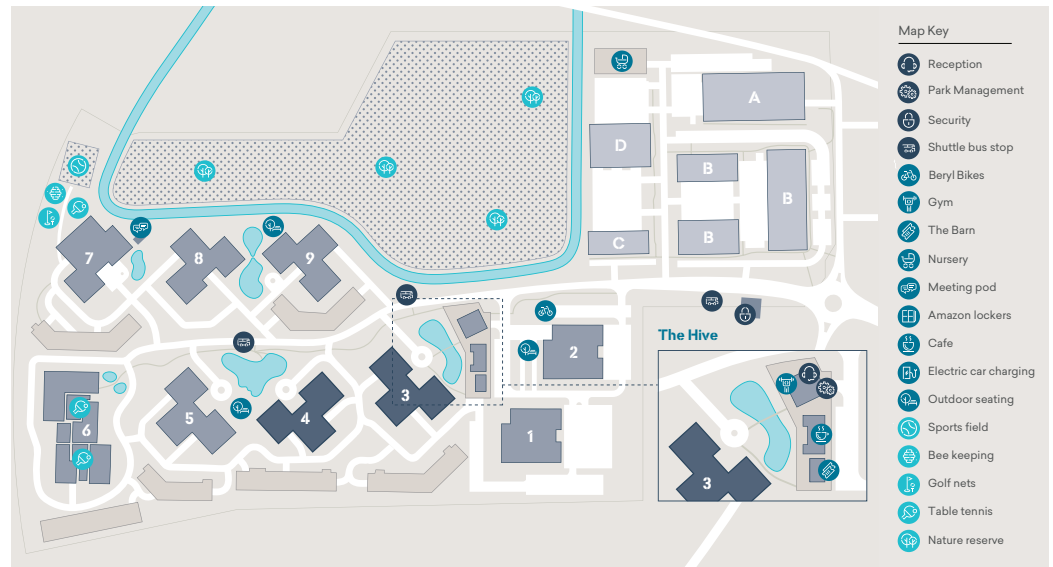 A
D
B
B
B
C
7
8
9
2
The Hive
3
5
4
6
1
3
Map Key
Reception
Park Management
Security
Shuttle bus stop
Beryl Bikes
Gym
The Barn
Nursery
Meeting pod
Amazon lockers
Cafe
Electric car charging
Outdoor seating
Sports field
Bee keeping
Golf nets
Table tennis
Nature reserve